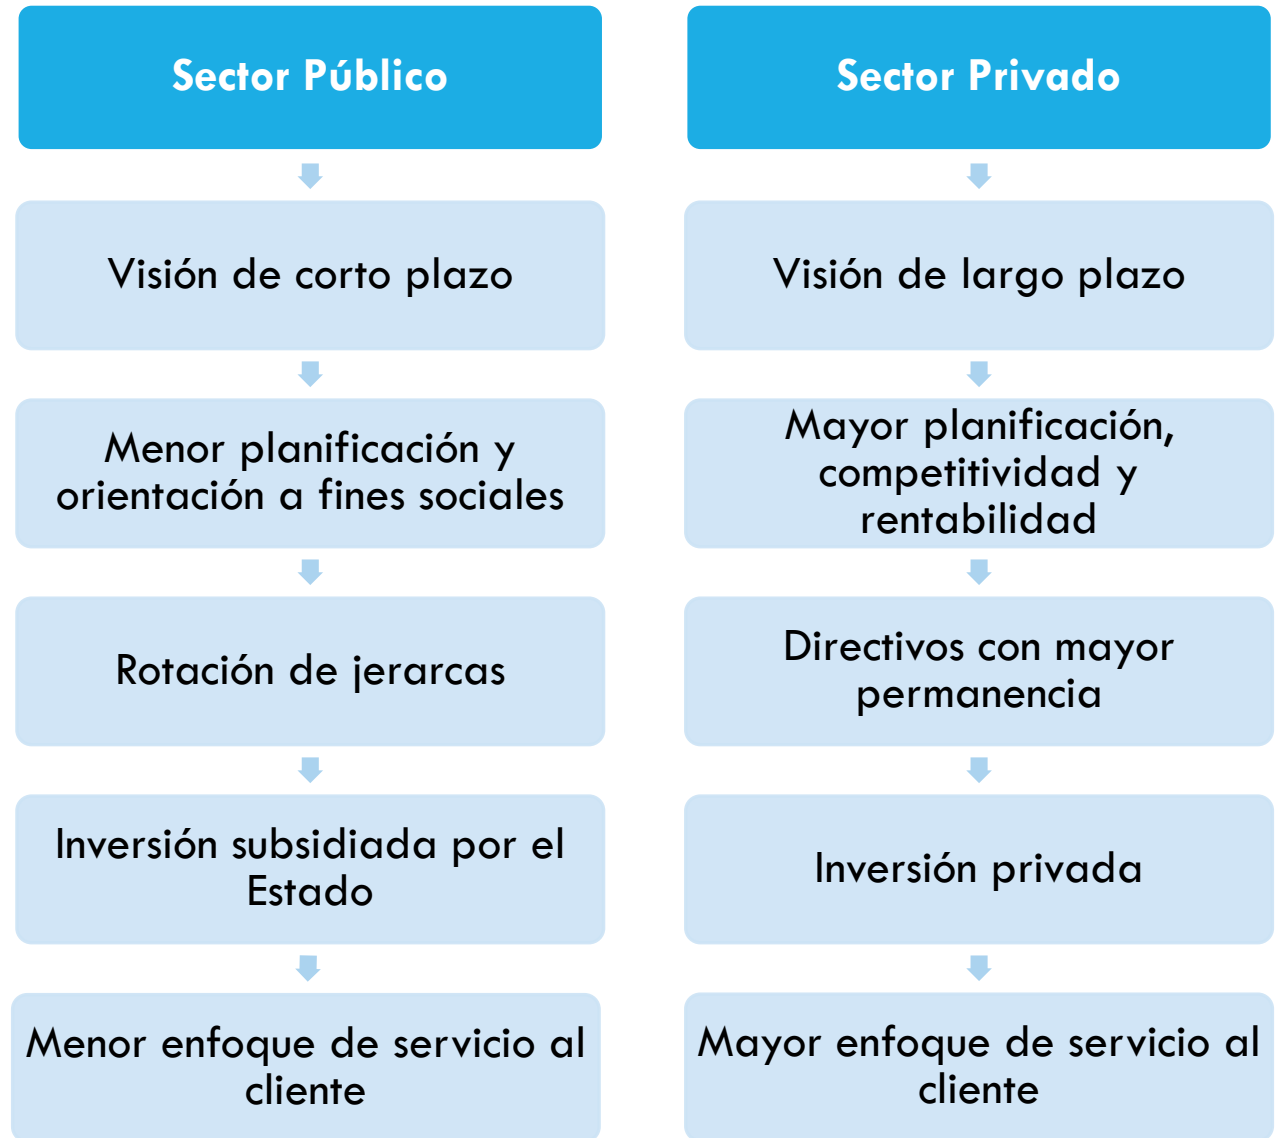 Sector Público
Visión de corto plazo
Menor planificación y
orientación a fines sociales
Rotación de jerarcas
Inversión subsidiada por el
Estado
Menor enfoque de servicio al
cliente
Sector Privado
Visión de largo plazo
Mayor planificación,
competitividad y
rentabilidad
Directivos con mayor
permanencia
Inversión privada
Mayor enfoque de servicio al
cliente